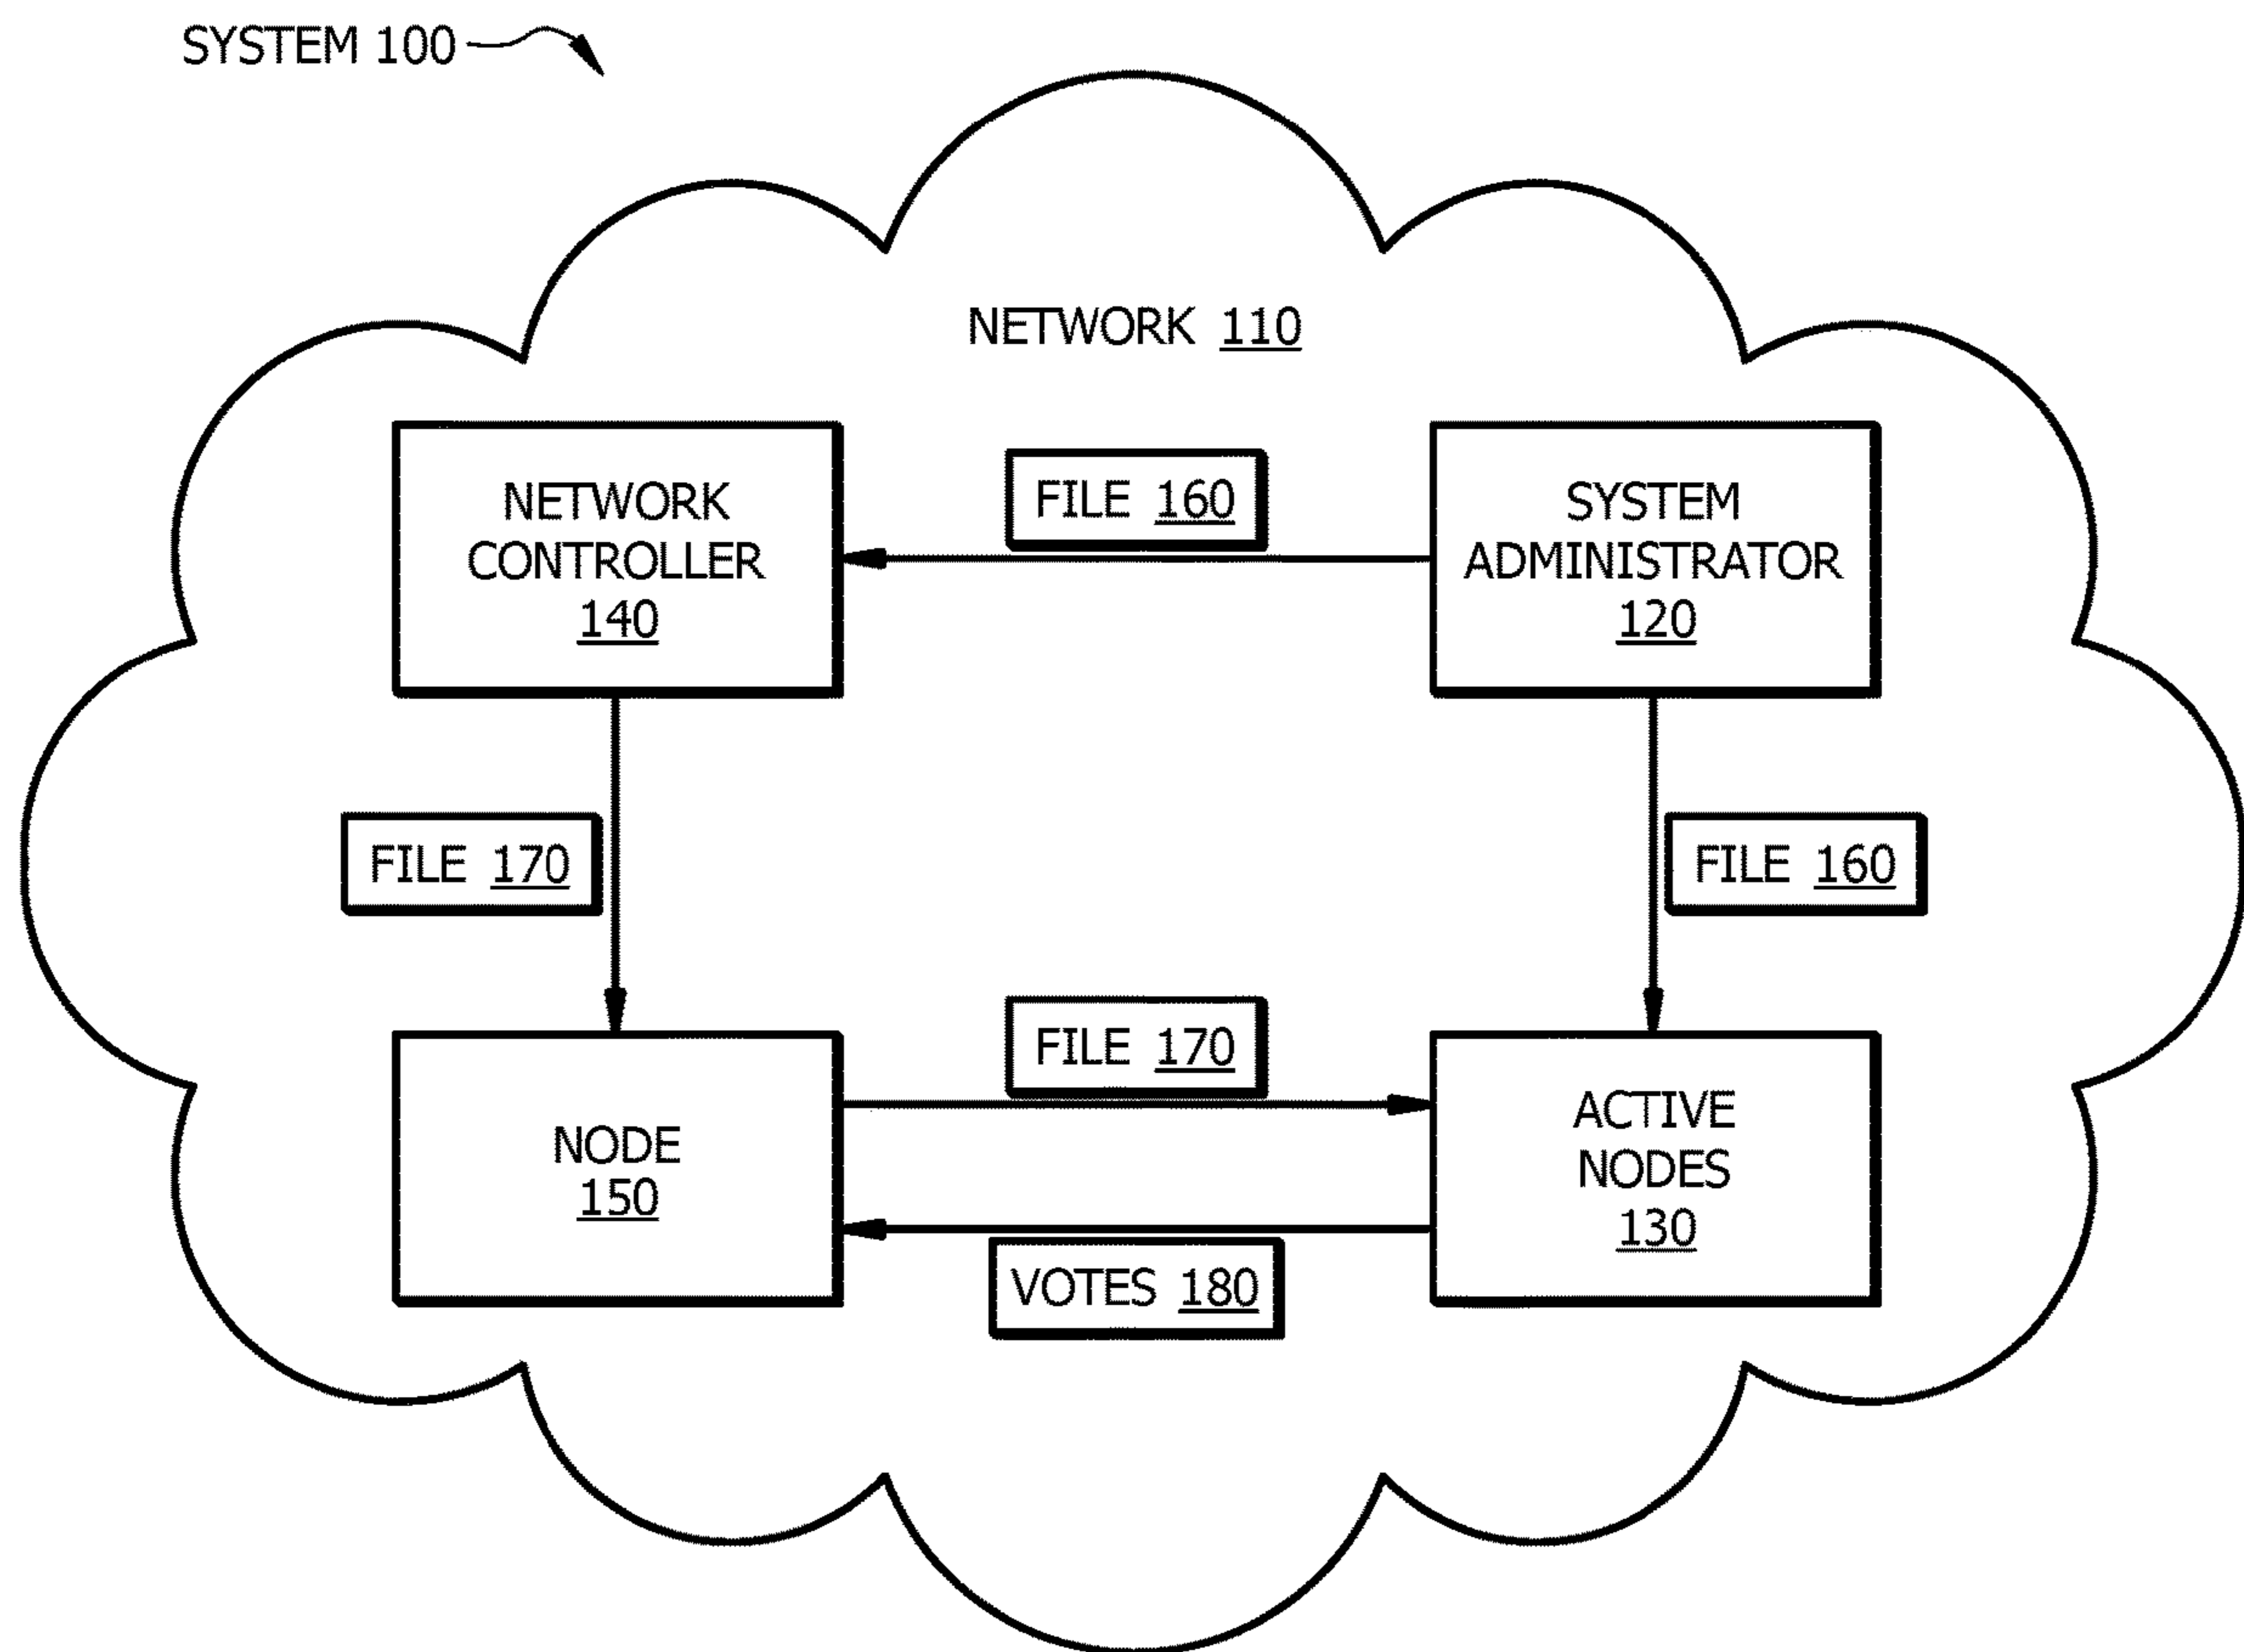 SYSTEM 100
NETWORK 110
NETWORK
CONTROLLER
140
FILE 160
SYSTEM
ADMINISTRATOR
120
FILE 170
FILE 160
NODE
150
FILE 170
VOTES 180
ACTIVE
NODES
130